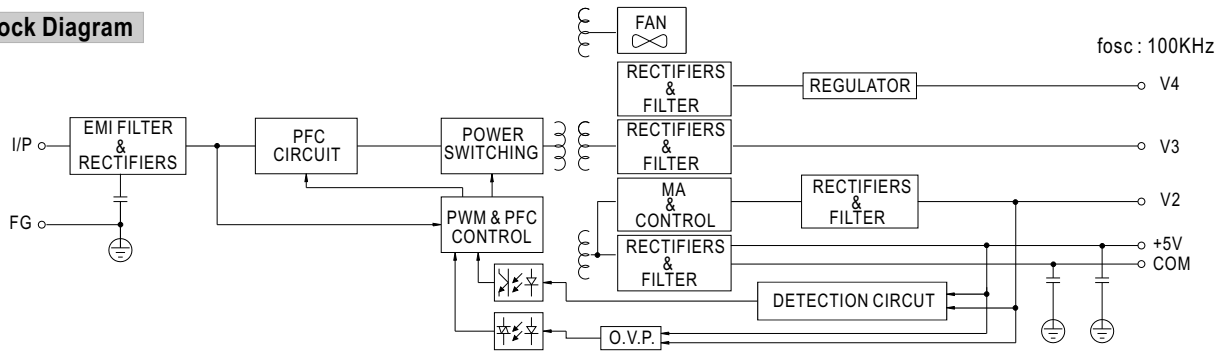 ock Diagram
FAN
fosc : 100KHz
RECTIFIERS
&
FILTER
REGULATOR
V4
I/P
EMI FILTER
&
RECTIFIERS
PFC
CIRCUIT
POWER
SWITCHING
RECTIFIERS
&
FILTER
V3
MA
&
CONTROL
RECTIFIERS
&
FILTER
V2
FG
PWM & PFC
CONTROL
RECTIFIERS
&
FILTER
+5V
COM
DETECTION CIRCUT
O.V.P.